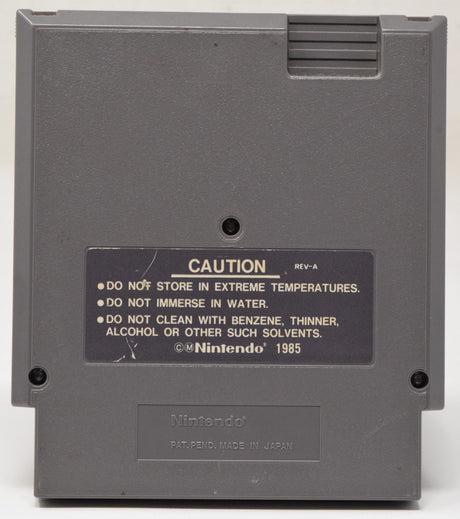 CAUTION REV-A
● DO NOT STORE IN EXTREME TEMPERATURES.
● DO NOT IMMERSE IN WATER.
● DO NOT CLEAN WITH BENZENE, THINNER,
ALCOHOL OR OTHER SUCH SOLVENTS.
©Ⓜ Nintendo® 1985
Nintendo®
PAT. PEND. MADE IN JAPAN